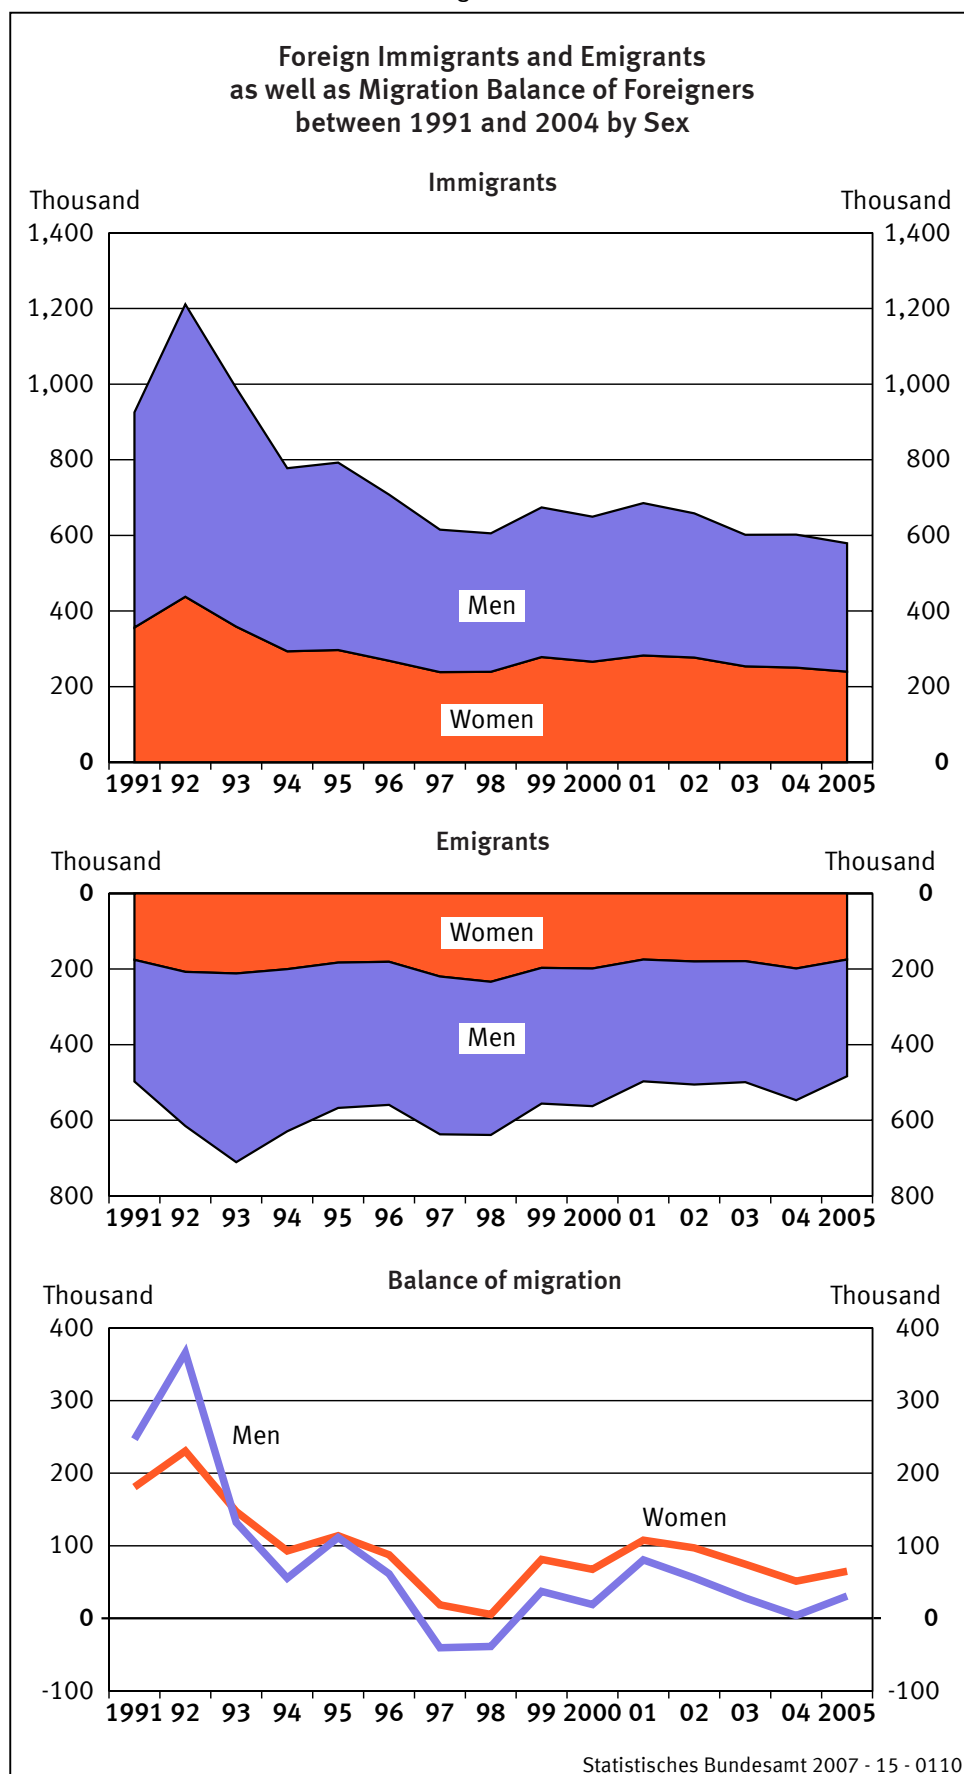 Foreign Immigrants and Emigrants
as well as Migration Balance of Foreigners
between 1991 and 2004 by Sex
Immigrants
Thousand Thousand
1,400 1,400
1,200 1,200
1,000 1,000
800 800
600 600
Men
400 400
200 200
Women
0 0
1991 92 93 94 95 96 97 98 99 2000 01 02 03 04 2005
Emigrants
Thousand Thousand
0 0
Women
200 200
Men
400 400
600 600
800 800
1991 92 93 94 95 96 97 98 99 2000 01 02 03 04 2005
Balance of migration
Thousand Thousand
400 400
300 300
Men
200 200
Women
100 100
0 0
-100 -100
1991 92 93 94 95 96 97 98 99 2000 01 02 03 04 2005
Statistisches Bundesamt 2007 - 15 - 0110